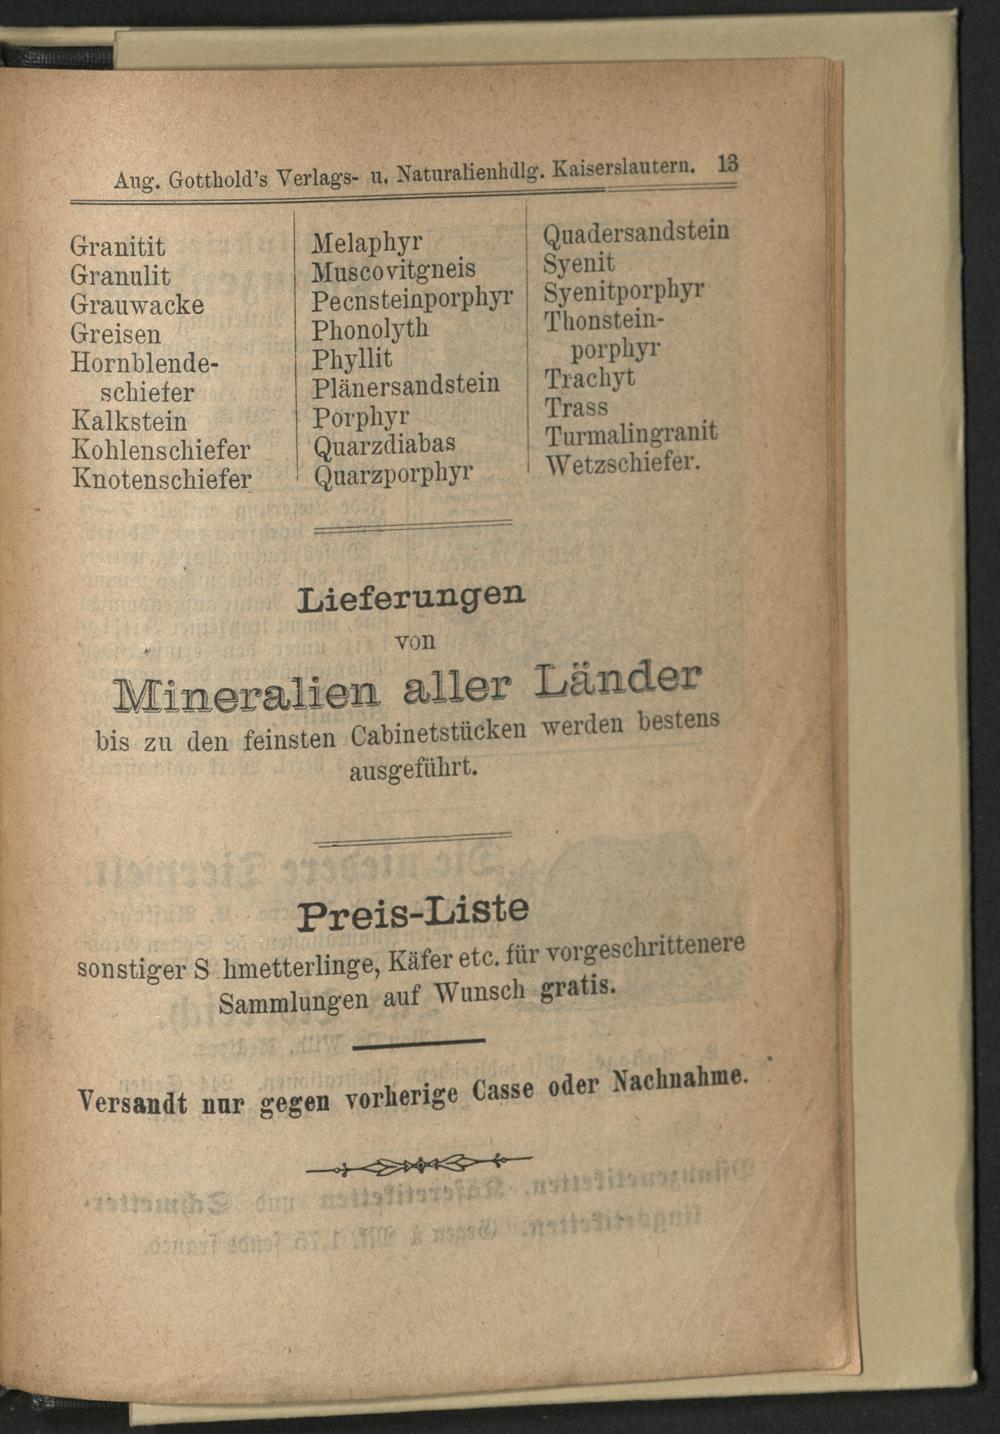 Aug. Gotthold's Verlags- u. Naturalienhdlg. Kaiserslautern. 13
Granitit
Granulit
Grauwacke
Greisen
Hornblende-
schiefer
Kalkstein
Kohlenschiefer
Knotenschiefer
Melaphyr
Muscovitgneis
Pecnsteinporphyr
Phonolyth
Phyllit
Plänersandstein
Porphyr
Quarzdiabas
Quarzporphyr
Quadersandstein
Syenit
Syenitporphyr
Thonstein-
porphyr
Trachyt
Trass
Turmalingranit
Wetzschiefer.
Lieferungen
von
Mineralien aller Länder
bis zu den feinsten Cabinetstücken werden bestens
ausgeführt.
Preis-Liste
sonstiger S hmetterlinge, Käfer etc. für vorgeschrittenere
Sammlungen auf Wunsch gratis.
Versandt nur gegen vorherige Casse oder Nachnahme.